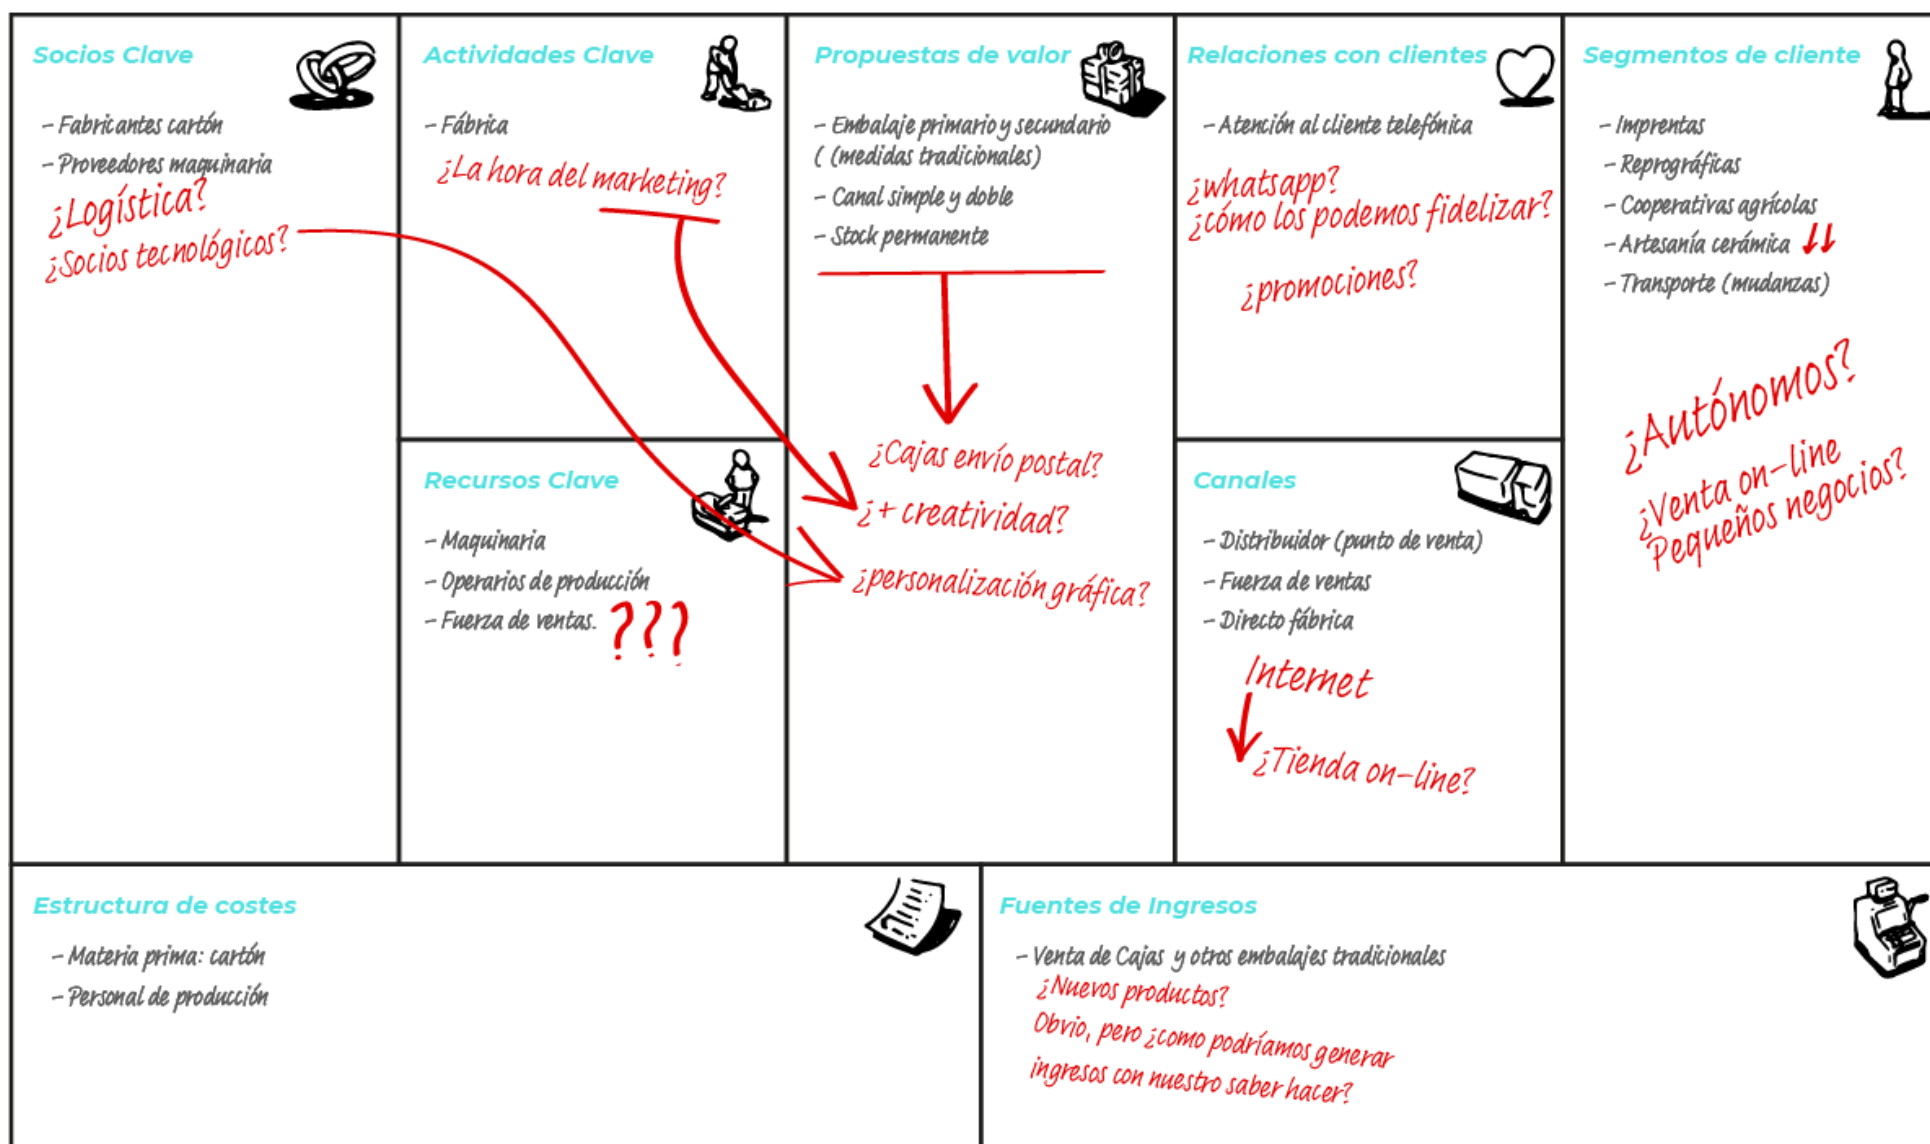 Socios Clave
– Fabricantes cartón
– Proveedores maquinaria
¿Logística?
¿Socios tecnológicos?
Actividades Clave
– Fábrica
¿La hora del marketing?
Recursos Clave
– Maquinaria
– Operarios de producción
– Fuerza de ventas.
???
Propuestas de valor
– Embalaje primario y secundario
( (medidas tradicionales)
– Canal simple y doble
– Stock permanente
¿Cajas envío postal?
¿+ creatividad?
¿personalización gráfica?
Relaciones con clientes
– Atención al cliente telefónica
¿whatsapp?
¿cómo los podemos fidelizar?
¿promociones?
Canales
– Distribuidor (punto de venta)
– Fuerza de ventas
– Directo fábrica
Internet
¿Tienda on-line?
Segmentos de cliente
– Imprentas
– Reprográficas
– Cooperativas agrícolas
– Artesanía cerámica
– Transporte (mudanzas)
¿Autónomos?
¿Venta on-line
Pequeños negocios?
Estructura de costes
– Materia prima: cartón
– Personal de producción
Fuentes de Ingresos
– Venta de Cajas y otros embalajes tradicionales
¿Nuevos productos?
Obvio, pero ¿como podríamos generar
ingresos con nuestro saber hacer?